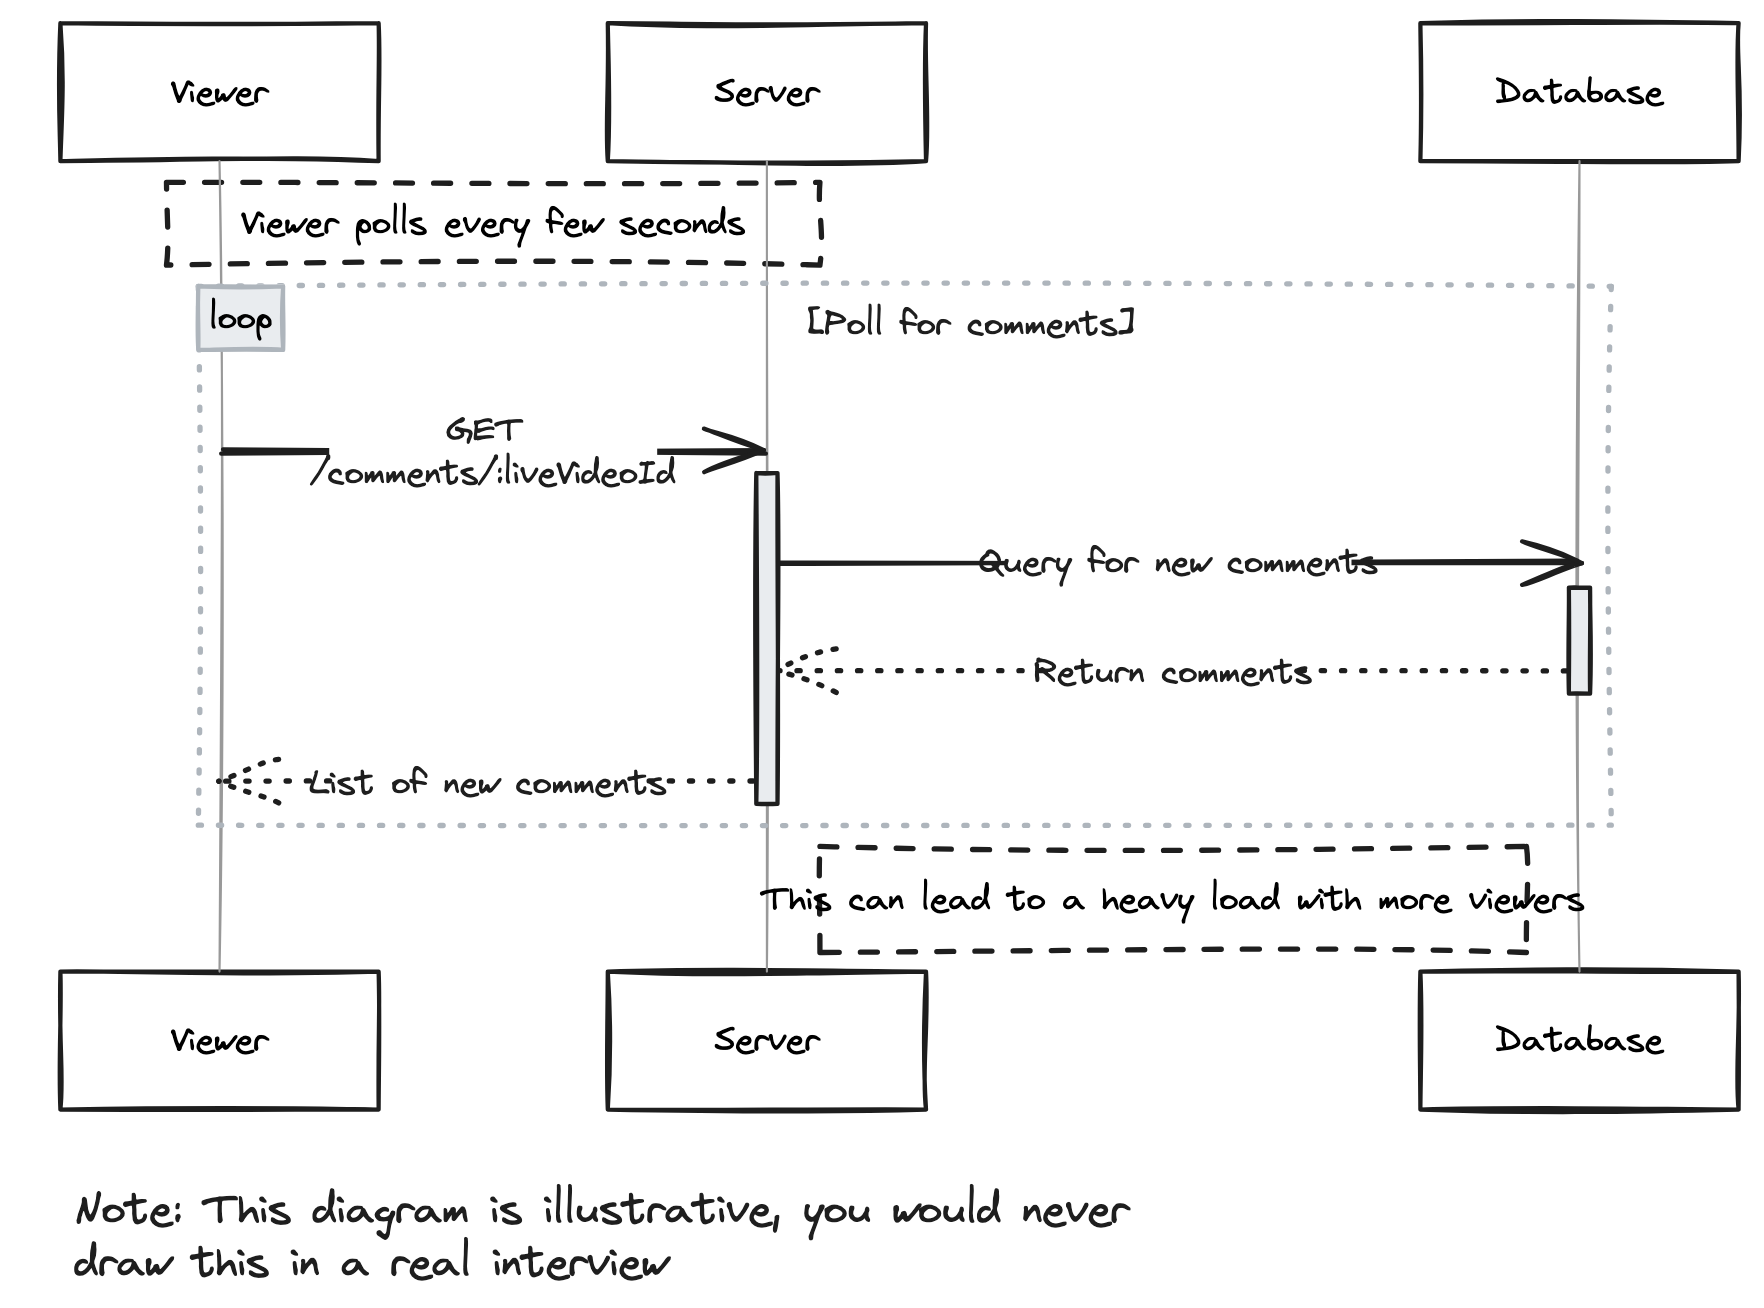 Viewer
Server
Database
Viewer polls every few seconds
loop
[Poll for comments]
GET
/comments/:liveVideoId
Query for new comments
Return comments
List of new comments
This can lead to a heavy load with more viewers
Viewer
Server
Database
Note: This diagram is illustrative, you would never
draw this in a real interview